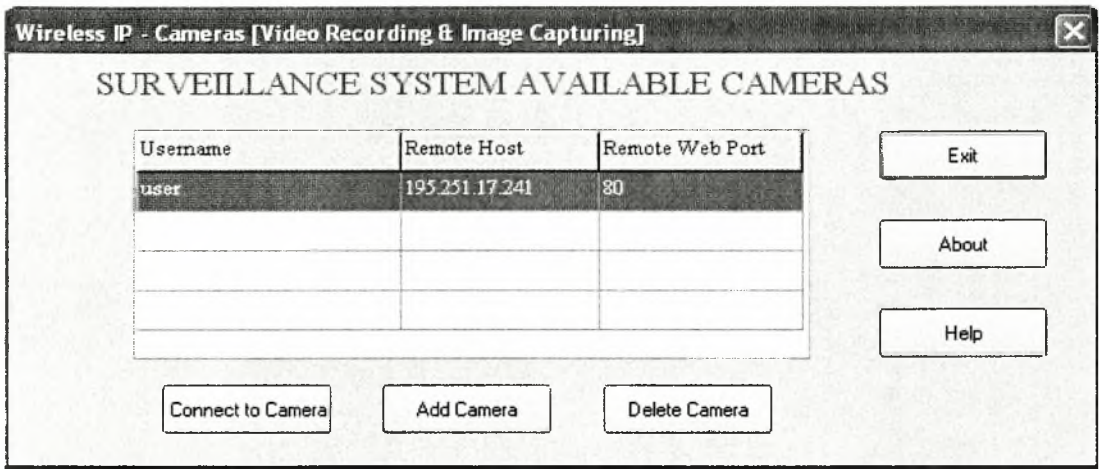 Wireless IP - Cameras [Video Recording & Image Capturing]
SURVEILLANCE SYSTEM AVAILABLE CAMERAS
Username Remote Host Remote Web Port
user 195.251.17.241 80
Exit
About
Help
Connect to Camera Add Camera Delete Camera